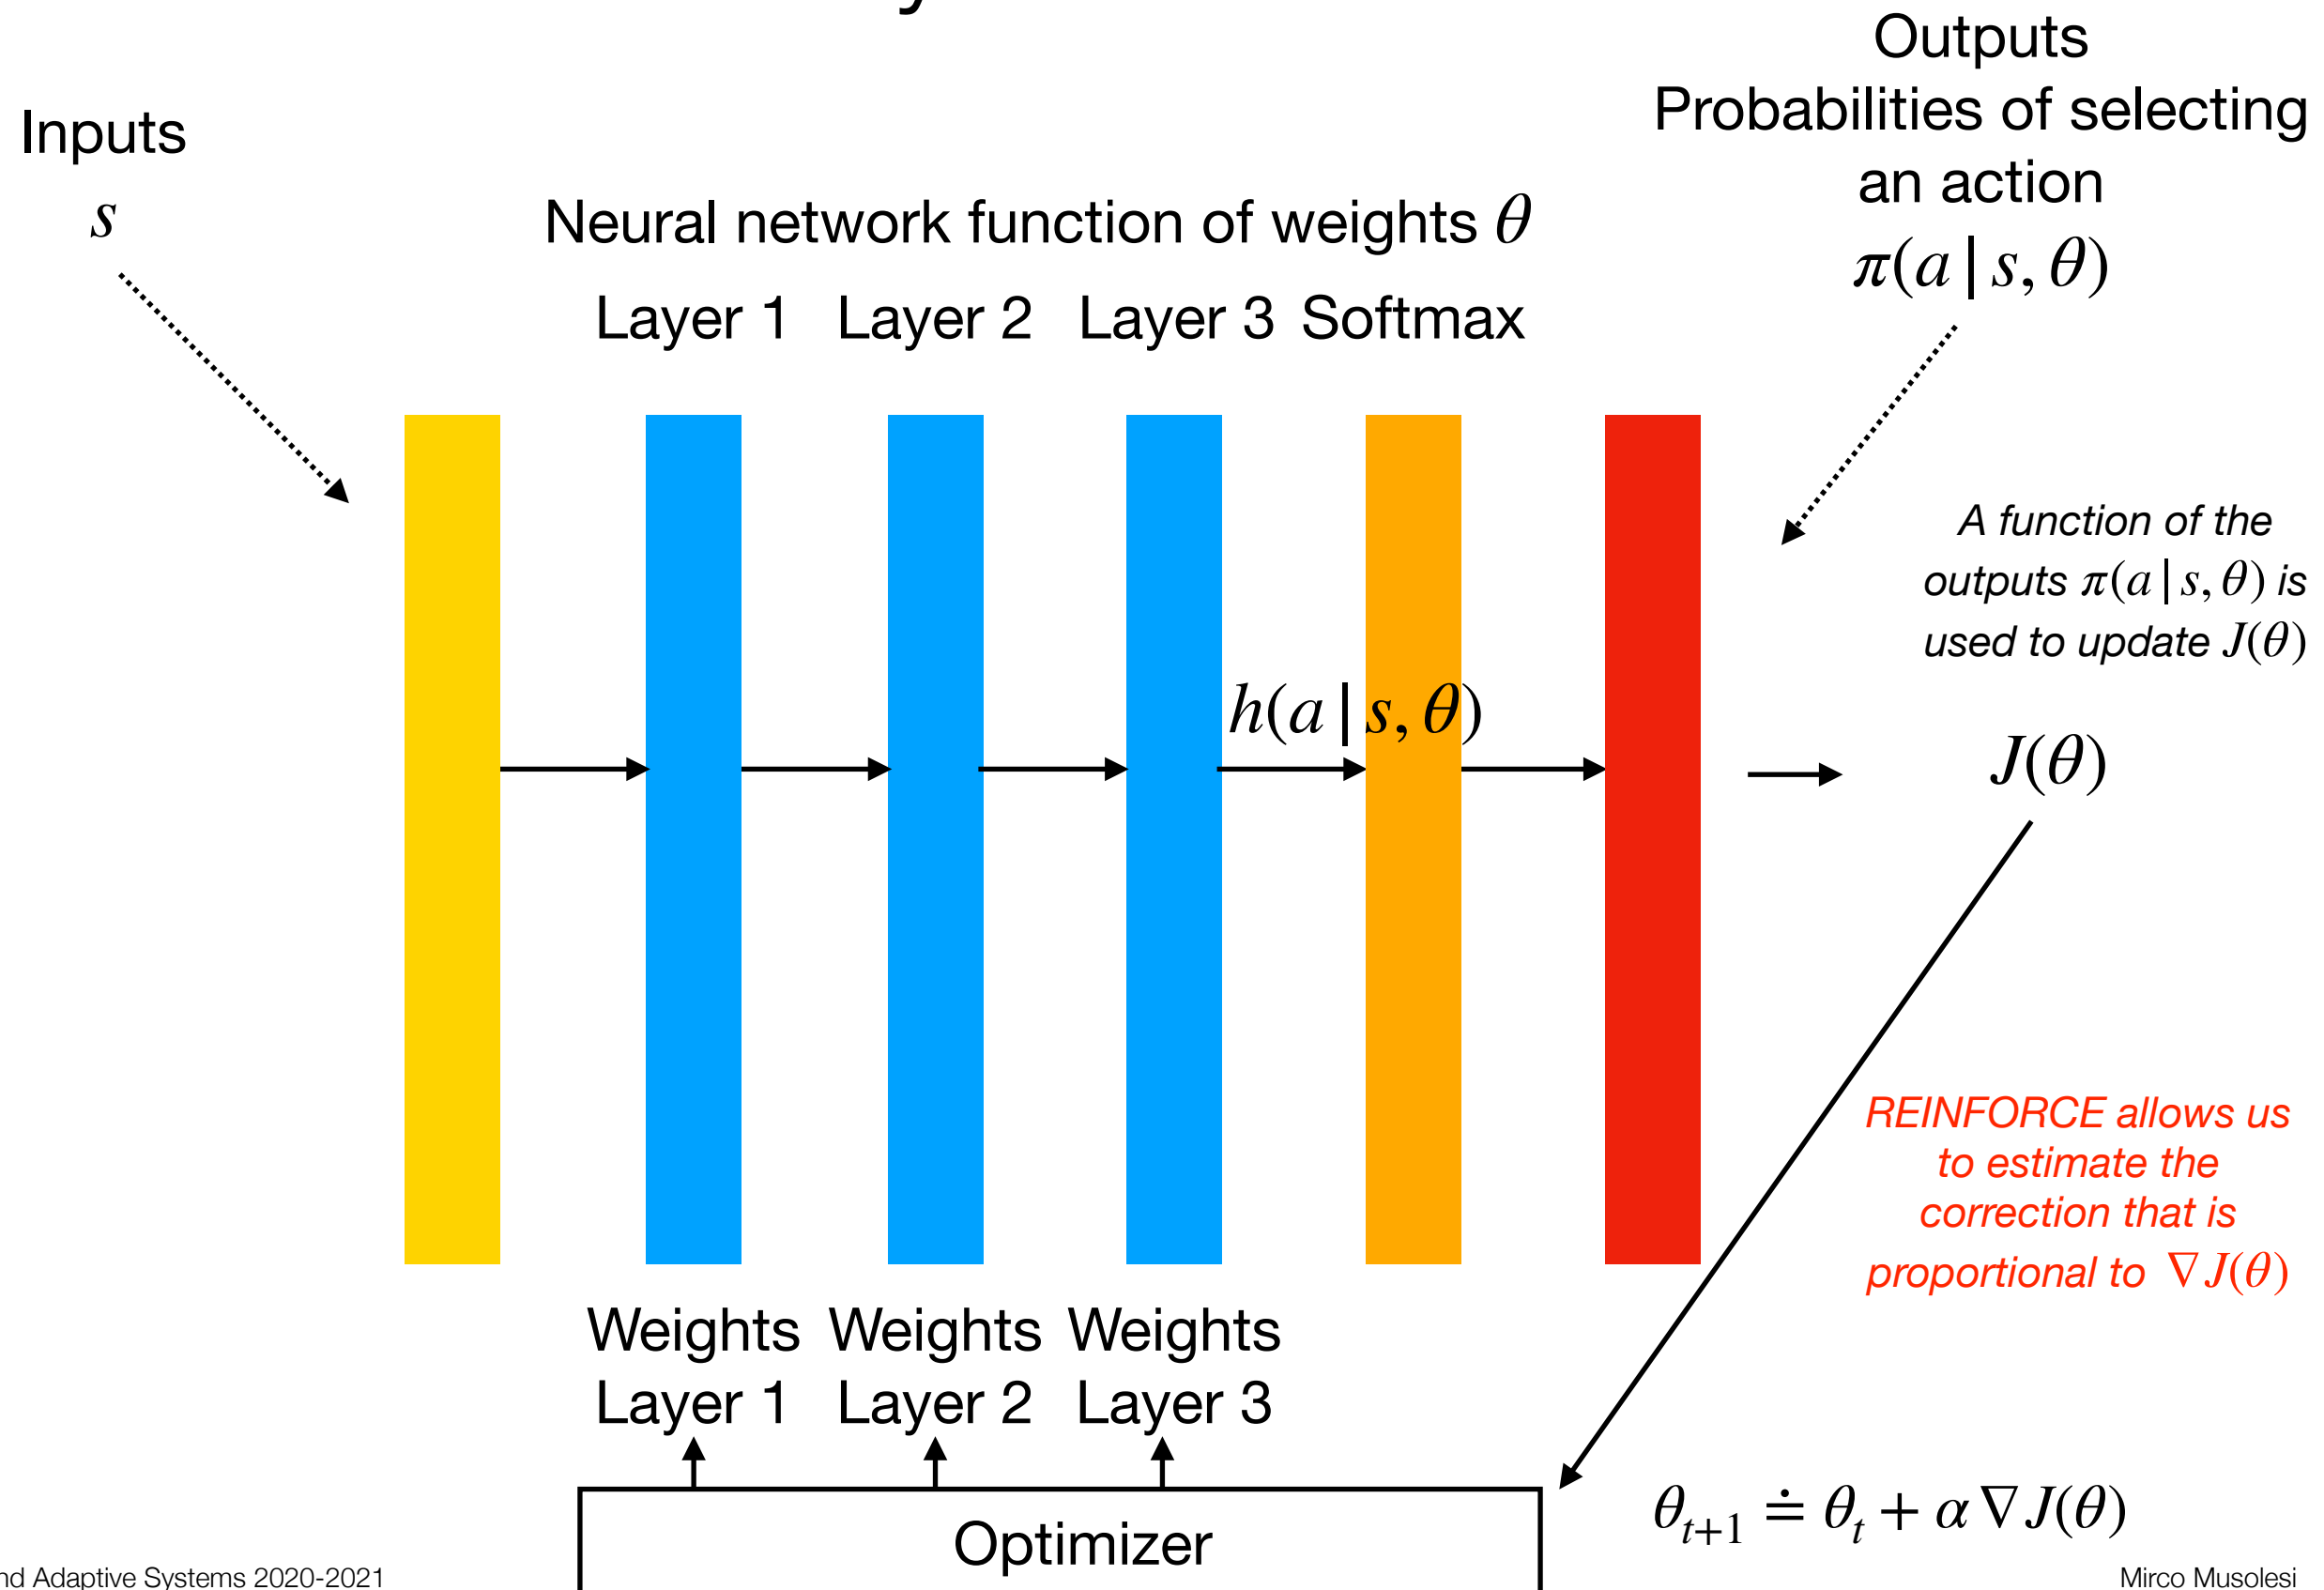 Inputs
s
Outputs
Probabilities of selecting
an action
π(a | s, θ)
Neural network function of weights θ
Layer 1 Layer 2 Layer 3 Softmax
A function of the
outputs π(a | s, θ) is
used to update J(θ)
h(a | s, θ)
J(θ)
REINFORCE allows us
to estimate the
correction that is
proportional to ∇J(θ)
Weights Weights Weights
Layer 1 Layer 2 Layer 3
Optimizer
θₜ₊₁ ≐ θₜ + α∇J(θ)
Adaptive Systems 2020-2021
Mirco Musolesi